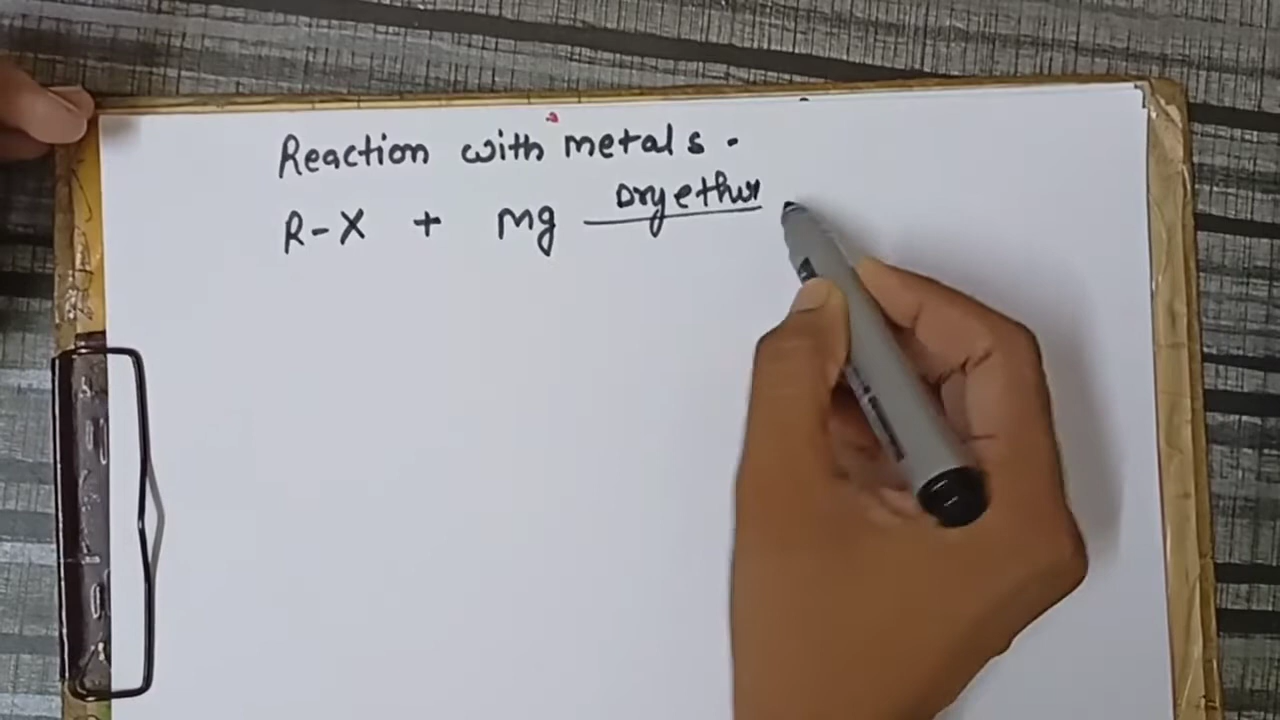 Reaction with metals.
Dry ether
R-X + Mg